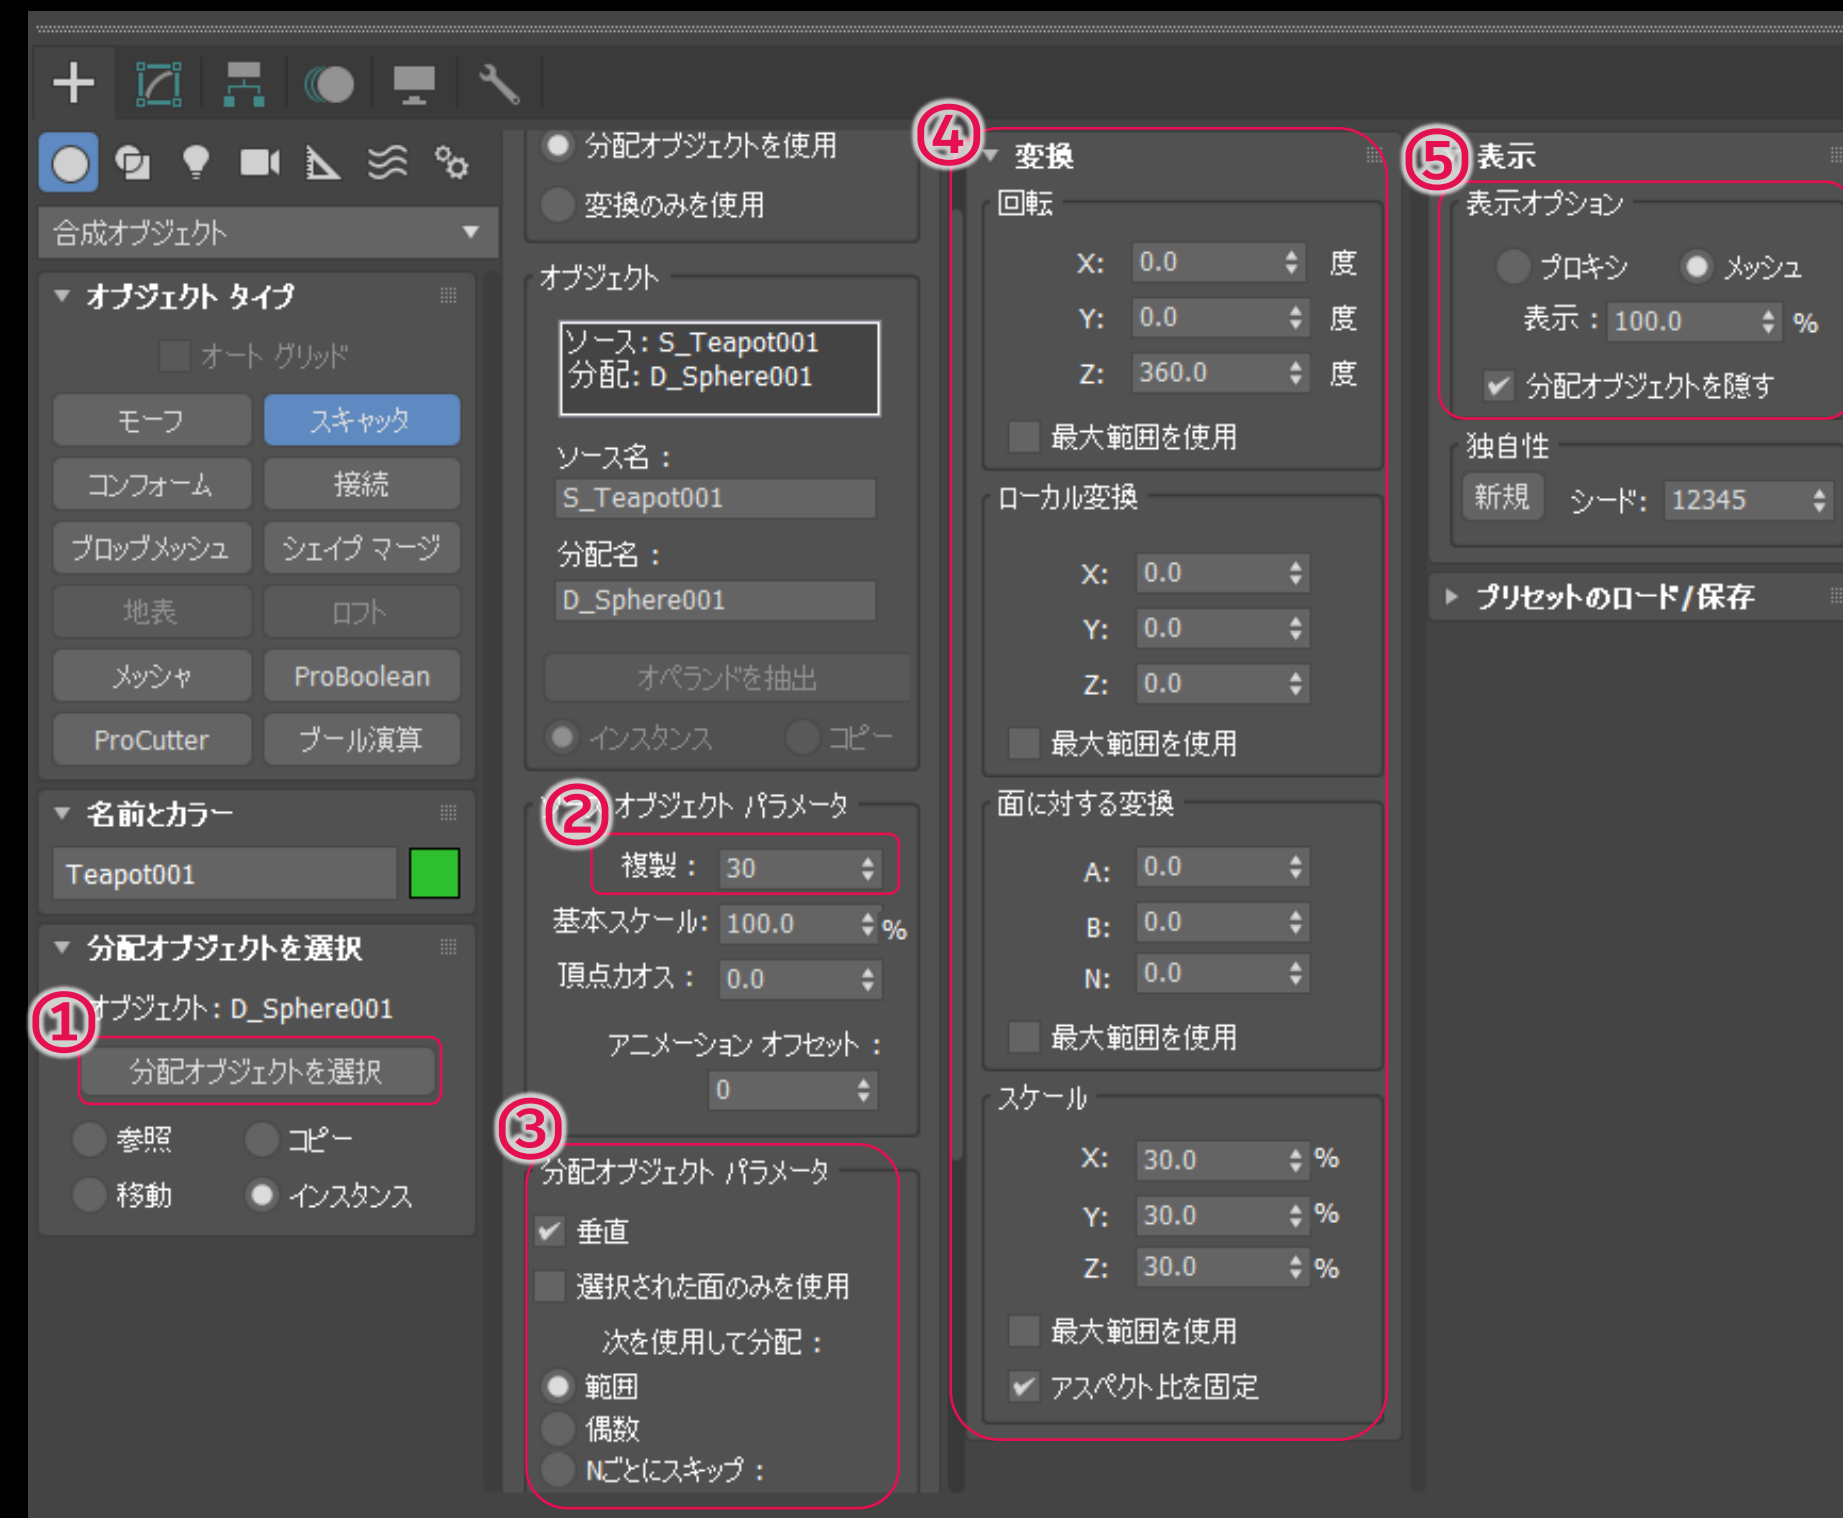 合成オブジェクト
オブジェクト タイプ
オート グリッド
モーフ
スキャッタ
コンフォーム
接続
ブロップメッシュ
シェイプ マージ
地表
ロフト
メッシャ
ProBoolean
ProCutter
ブール演算
名前とカラー
Teapot001
分配オブジェクトを選択
①
オブジェクト: D_Sphere001
分配オブジェクトを選択
参照
コピー
移動
インスタンス
分配オブジェクトを使用
変換のみを使用
オブジェクト
ソース: S_Teapot001
分配: D_Sphere001
ソース名：
S_Teapot001
分配名：
D_Sphere001
オペランドを抽出
インスタンス
コピー
②
オブジェクト パラメータ
複製： 30
基本スケール: 100.0 %
頂点カオス： 0.0
アニメーション オフセット：
0
③
分配オブジェクト パラメータ
垂直
選択された面のみを使用
次を使用して分配：
範囲
偶数
Nごとにスキップ：
④
変換
回転
X: 0.0 度
Y: 0.0 度
Z: 360.0 度
最大範囲を使用
ローカル変換
X: 0.0
Y: 0.0
Z: 0.0
最大範囲を使用
面に対する変換
A: 0.0
B: 0.0
N: 0.0
最大範囲を使用
スケール
X: 30.0 %
Y: 30.0 %
Z: 30.0 %
最大範囲を使用
アスペクト比を固定
⑤
表示
表示オプション
プロキシ
メッシュ
表示： 100.0 %
分配オブジェクトを隠す
独自性
新規
シード: 12345
プリセットのロード/保存